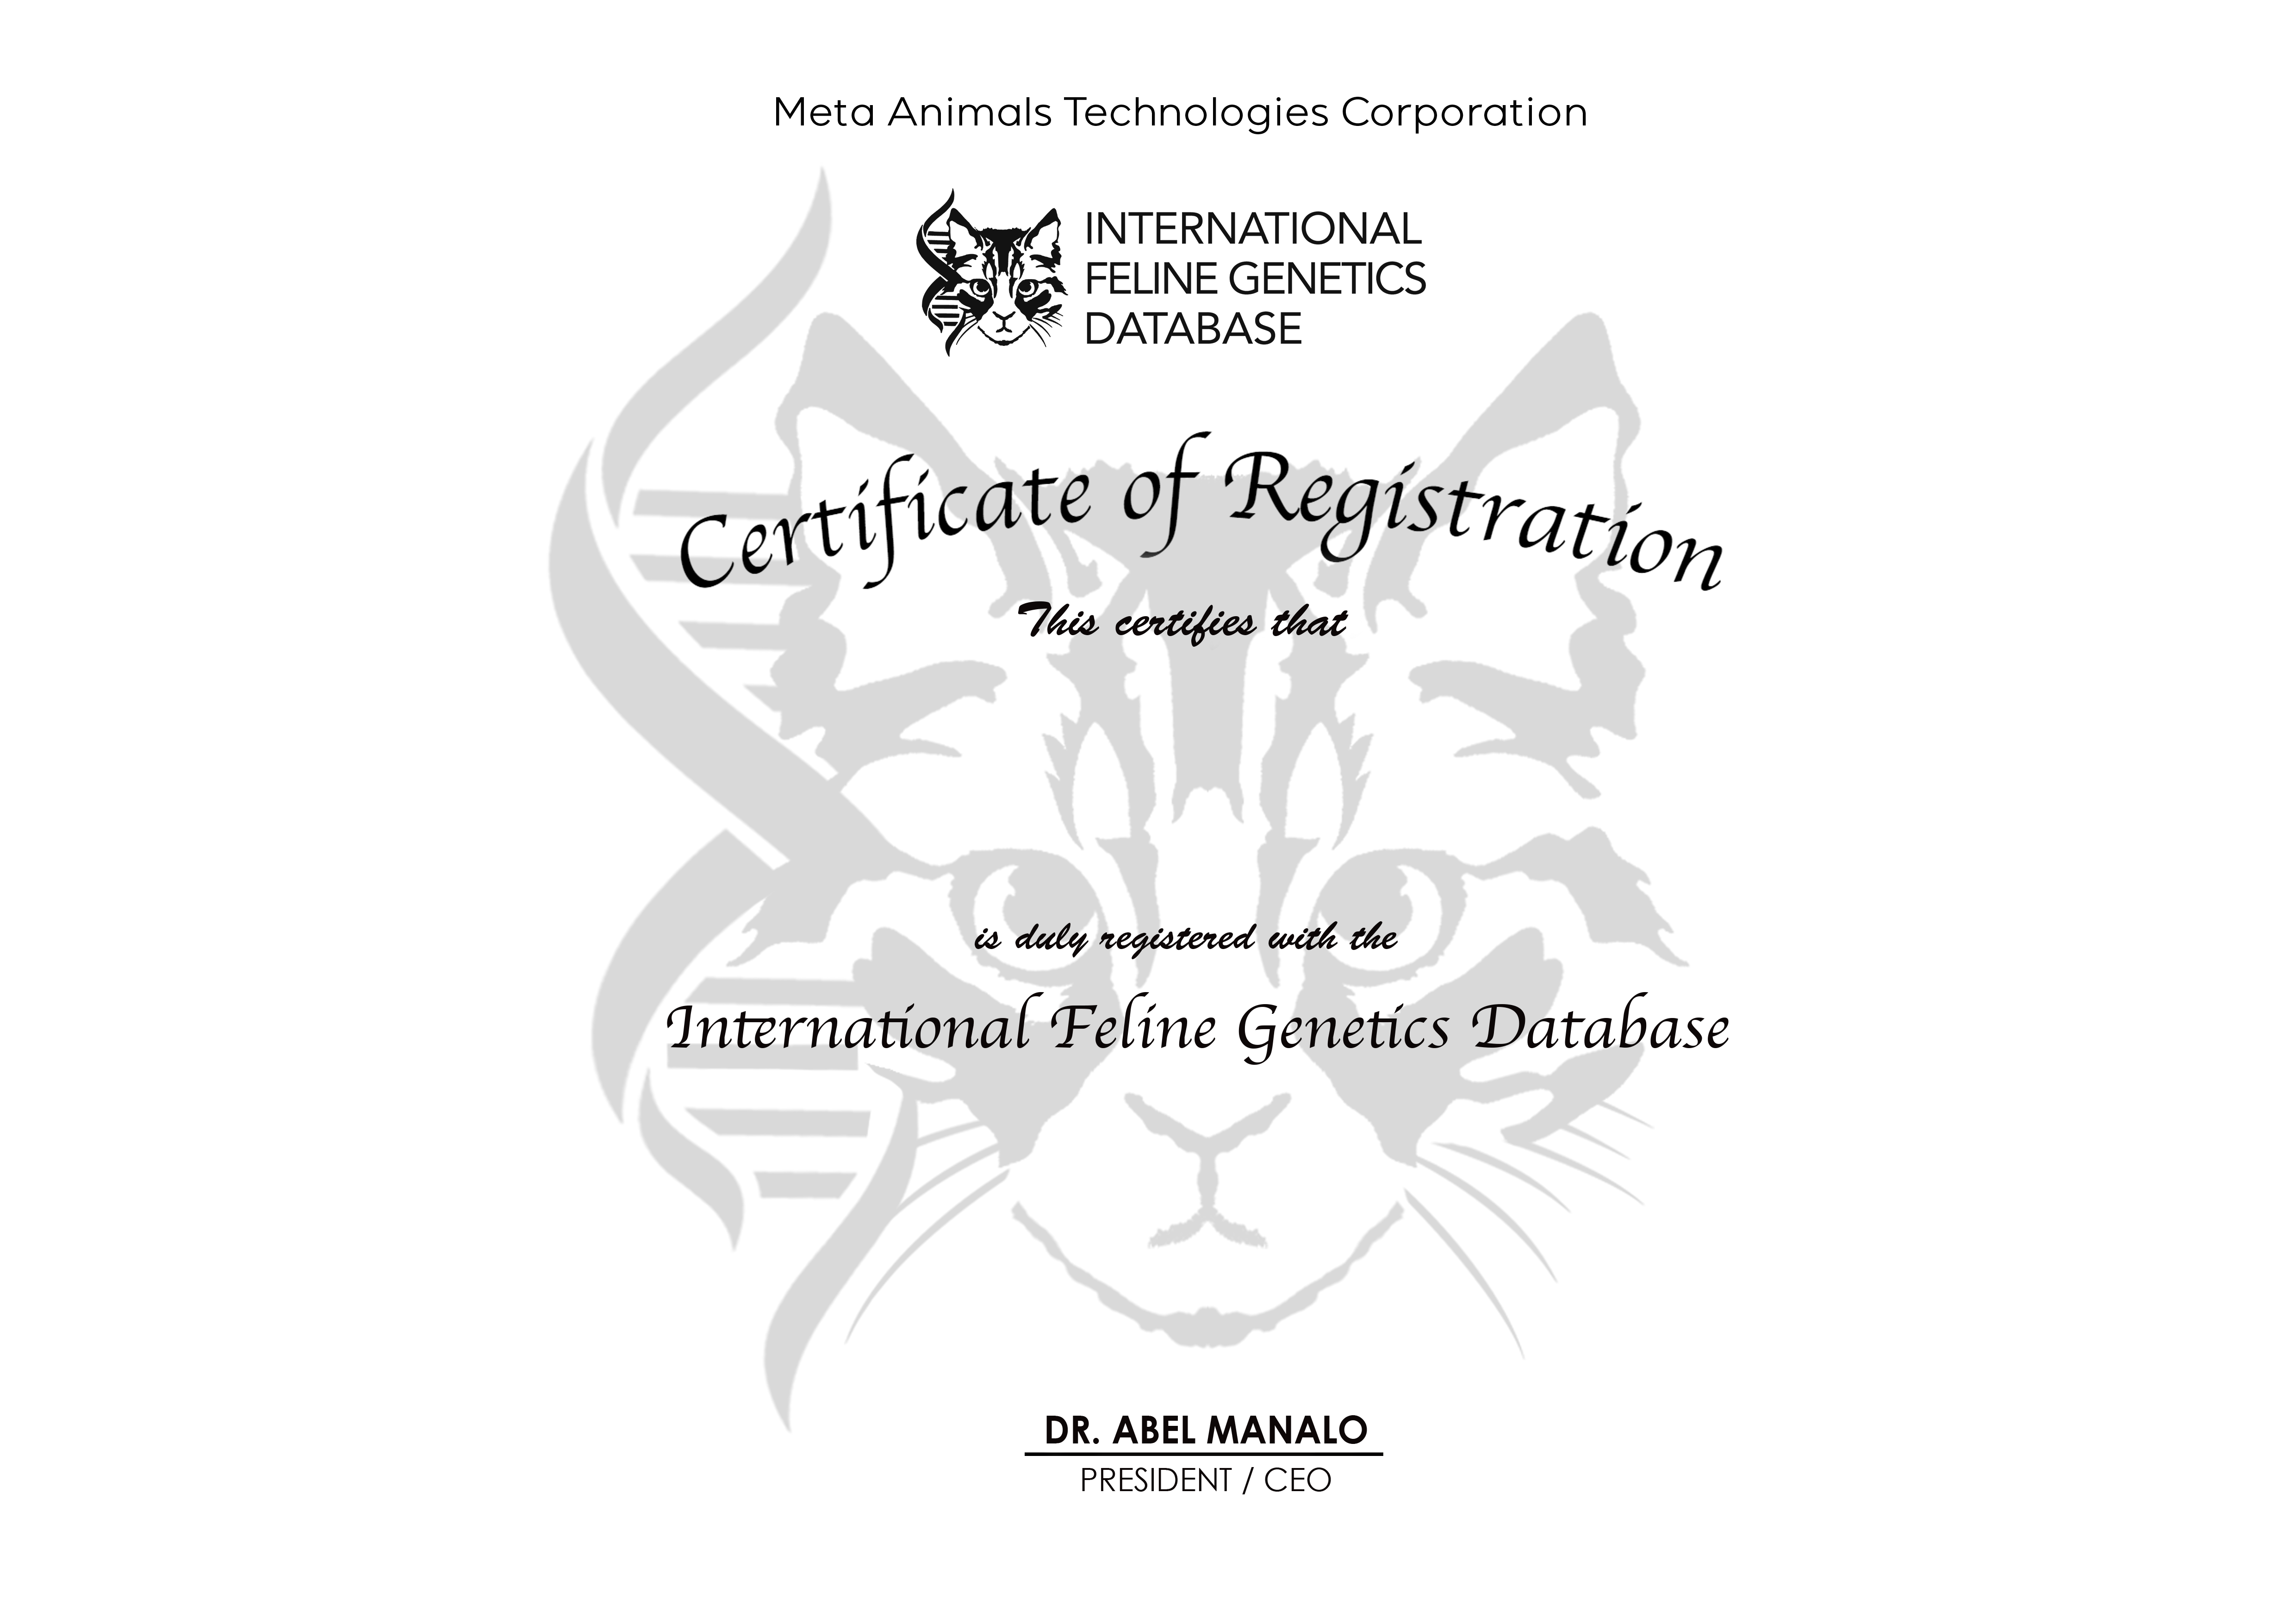 Meta Animals Technologies Corporation
INTERNATIONAL
FELINE GENETICS
DATABASE
Certificate of Registration
This certifies that
is duly registered with the
International Feline Genetics Database
DR. ABEL MANALO
PRESIDENT / CEO